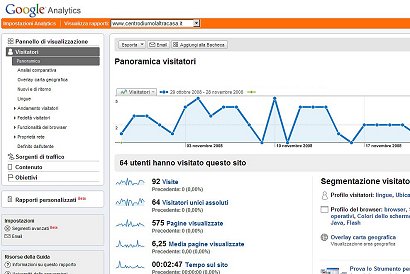 Google Analytics
Impostazioni Analytics | Visualizza rapporti: www.centrodiurnolaltracasa.it
Pannello di visualizzazione
Visitatori
Panoramica
Analisi comparativa
Overlay carta geografica
Nuovi e di ritorno
Lingue
Andamento visitatori
Fedeltà visitatori
Funzionalità del browser
Proprietà rete
Definito dall'utente
Sorgenti di traffico
Contenuto
Obiettivi
Rapporti personalizzati Beta
Impostazioni
Segmenti avanzati Beta
Email
Risorse della Guida
Informazioni su questo rapporto
Esporta
Email
Aggiungi alla Bacheca
Panoramica visitatori
Visitatori
29 ottobre 2008 - 28 novembre 2008
5
03 novembre 2008
10 novembre 2008
17 novembre 2008
64 utenti hanno visitato questo sito
92 Visite
Precedente: 0 (0,00%)
64 Visitatori unici assoluti
Precedente: 0 (0,00%)
575 Pagine visualizzate
Precedente: 0 (0,00%)
6,25 Media pagine visualizzate
Precedente: 0 (0,00%)
00:02:47 Tempo sul sito
Precedente: 00:00:00 (0,00%)
Segmentazione visitato
Profilo visitatori: lingue, Ubica
Profilo del browser: browser,
operativi, Colori dello schermo
Java, Flash
Overlay carta geografica
Visualizzazione area geografica
Prova lo Strumento per